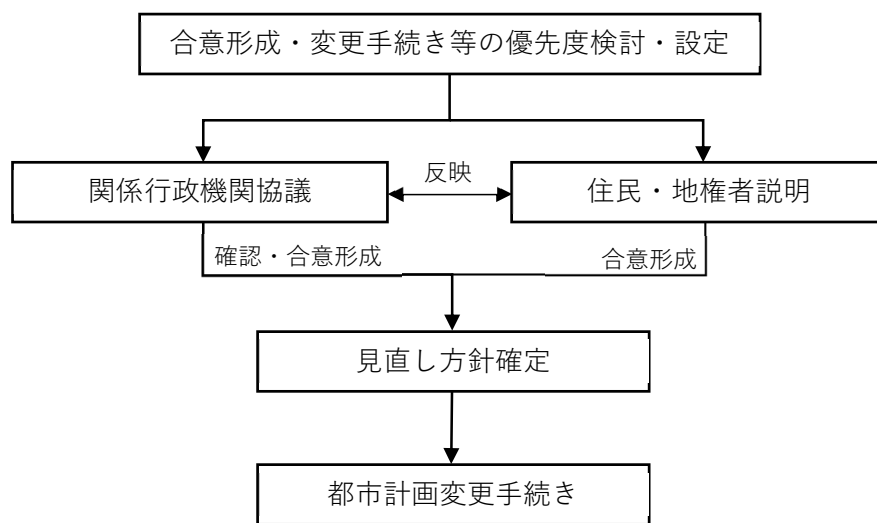 合意形成・変更手続き等の優先度検討・設定
関係行政機関協議
反映
住民・地権者説明
確認・合意形成
合意形成
見直し方針確定
都市計画変更手続き